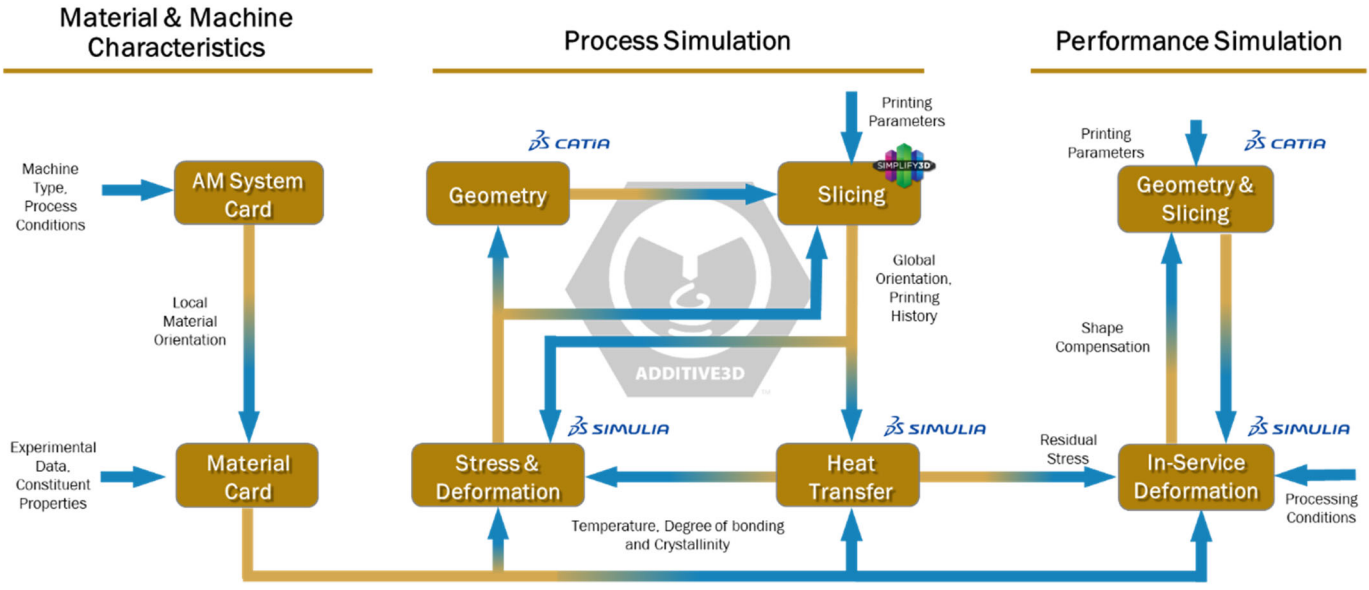 Material & Machine
Characteristics
Process Simulation
Performance Simulation
Machine
Type,
Process
Conditions
AM System
Card
Local
Material
Orientation
Experimental
Data,
Constituent
Properties
Material
Card
CATIA
Geometry
Printing
Parameters
SIMPLIFY3D
Slicing
Global
Orientation,
Printing
History
ADDITIVE3D
SIMULIA
Stress &
Deformation
SIMULIA
Heat
Transfer
Temperature, Degree of bonding
and Crystallinity
Printing
Parameters
CATIA
Geometry &
Slicing
Shape
Compensation
Residual
Stress
SIMULIA
In-Service
Deformation
Processing
Conditions